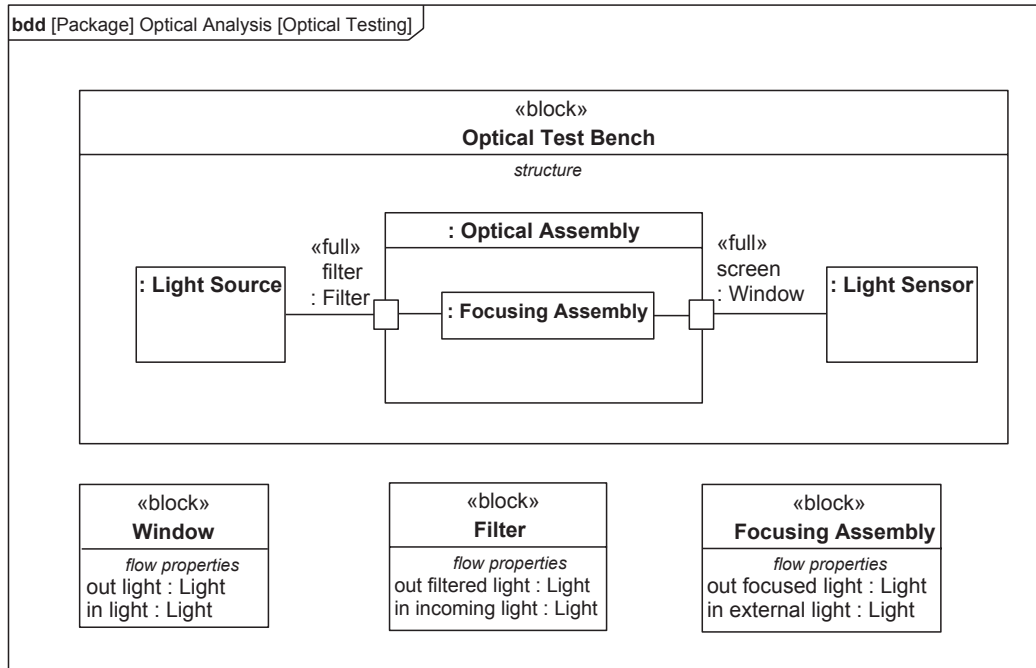 bdd [Package] Optical Analysis [Optical Testing]
«block»
Optical Test Bench
structure
«full»
filter
: Filter
: Light Source
: Optical Assembly
: Focusing Assembly
«full»
screen
: Window
: Light Sensor
«block»
Window
flow properties
out light : Light
in light : Light
«block»
Filter
flow properties
out filtered light : Light
in incoming light : Light
«block»
Focusing Assembly
flow properties
out focused light : Light
in external light : Light